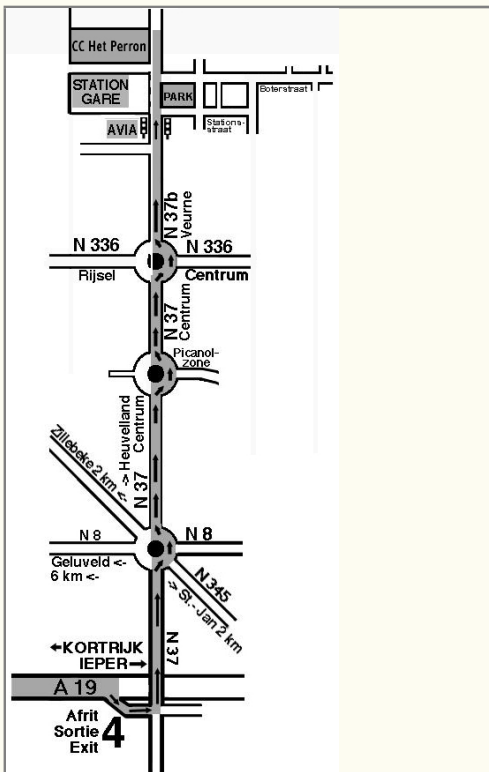 CC Het Perron
STATION
GARE
PARK
Boterstraat
AVIA
Stations-
straat
N 37b
Veurne
N 336
N 336
Rijsel
Centrum
N 37
Centrum
Picanol-
zone
-> Heuvelland
Centrum
N 37
Zillebeke 2 km <-
N 8
N 8
Geluveld <-
6 km <-
N345
-> St.- Jan 2 km
N37
←KORTRIJK
IEPER→
A 19
Afrit
Sortie
Exit
4